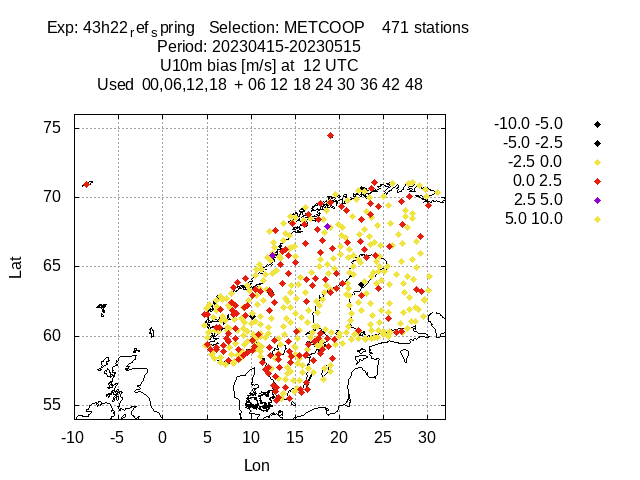 Exp: 43h22refspring   Selection: METCOOP    471 stations
Period: 20230415-20230515
U10m bias [m/s] at  12 UTC
Used  00,06,12,18  + 06 12 18 24 30 36 42 48
75
70
65
60
55
-10 -5 0 5 10 15 20 25 30
Lat
Lon
-10.0 -5.0
-5.0 -2.5
-2.5 0.0
0.0 2.5
2.5 5.0
5.0 10.0